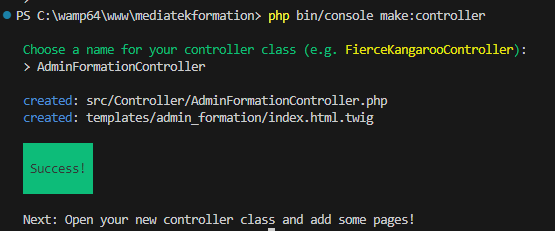 PS C:\wamp64\www\mediatekformation> php bin/console make:controller
Choose a name for your controller class (e.g. FierceKangarooController):
> AdminFormationController
created: src/Controller/AdminFormationController.php
created: templates/admin_formation/index.html.twig
Success!
Next: Open your new controller class and add some pages!